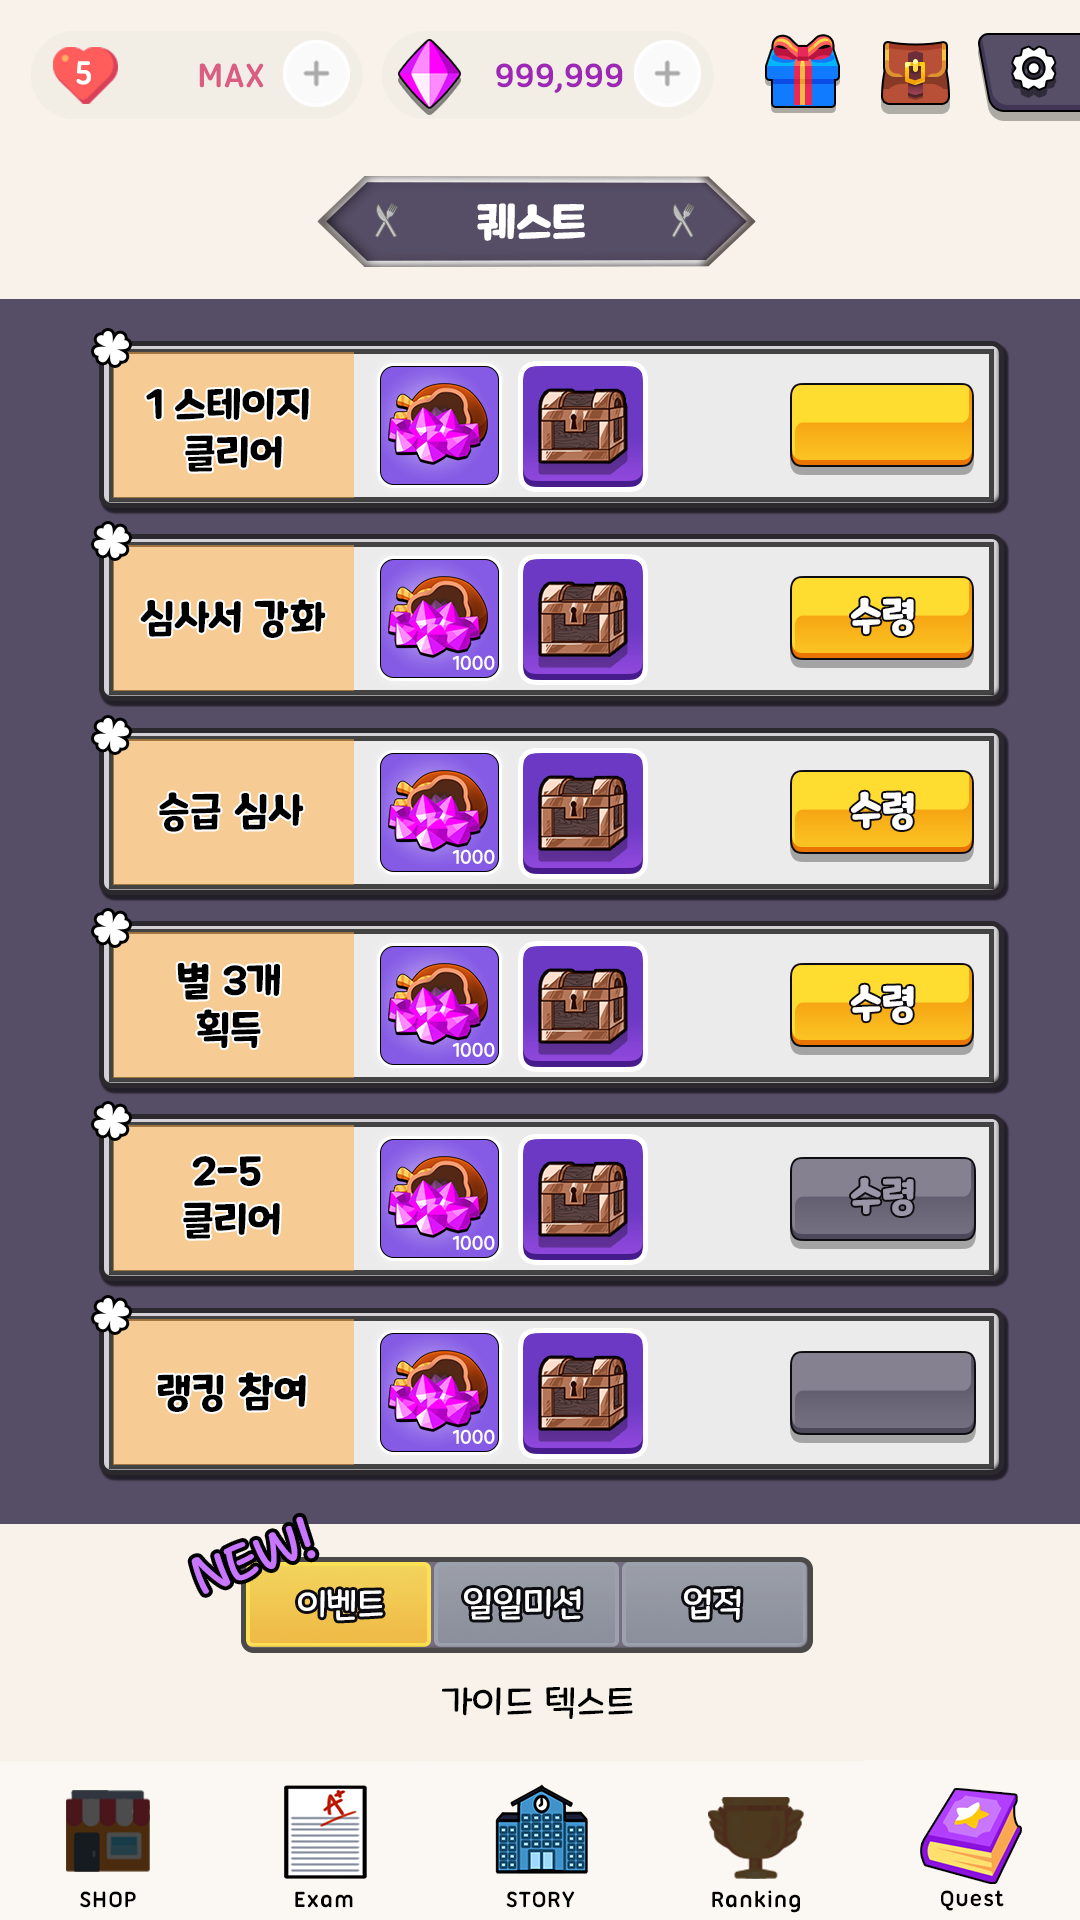 5 MAX + 999,999 +
퀘스트
1 스테이지
클리어
심사서 강화
1000
수령
승급 심사
1000
수령
별 3개
획득
1000
수령
2-5
클리어
1000
수령
랭킹 참여
1000
NEW!
이벤트 일일미션 업적
가이드 텍스트
A+
SHOP Exam STORY Ranking Quest